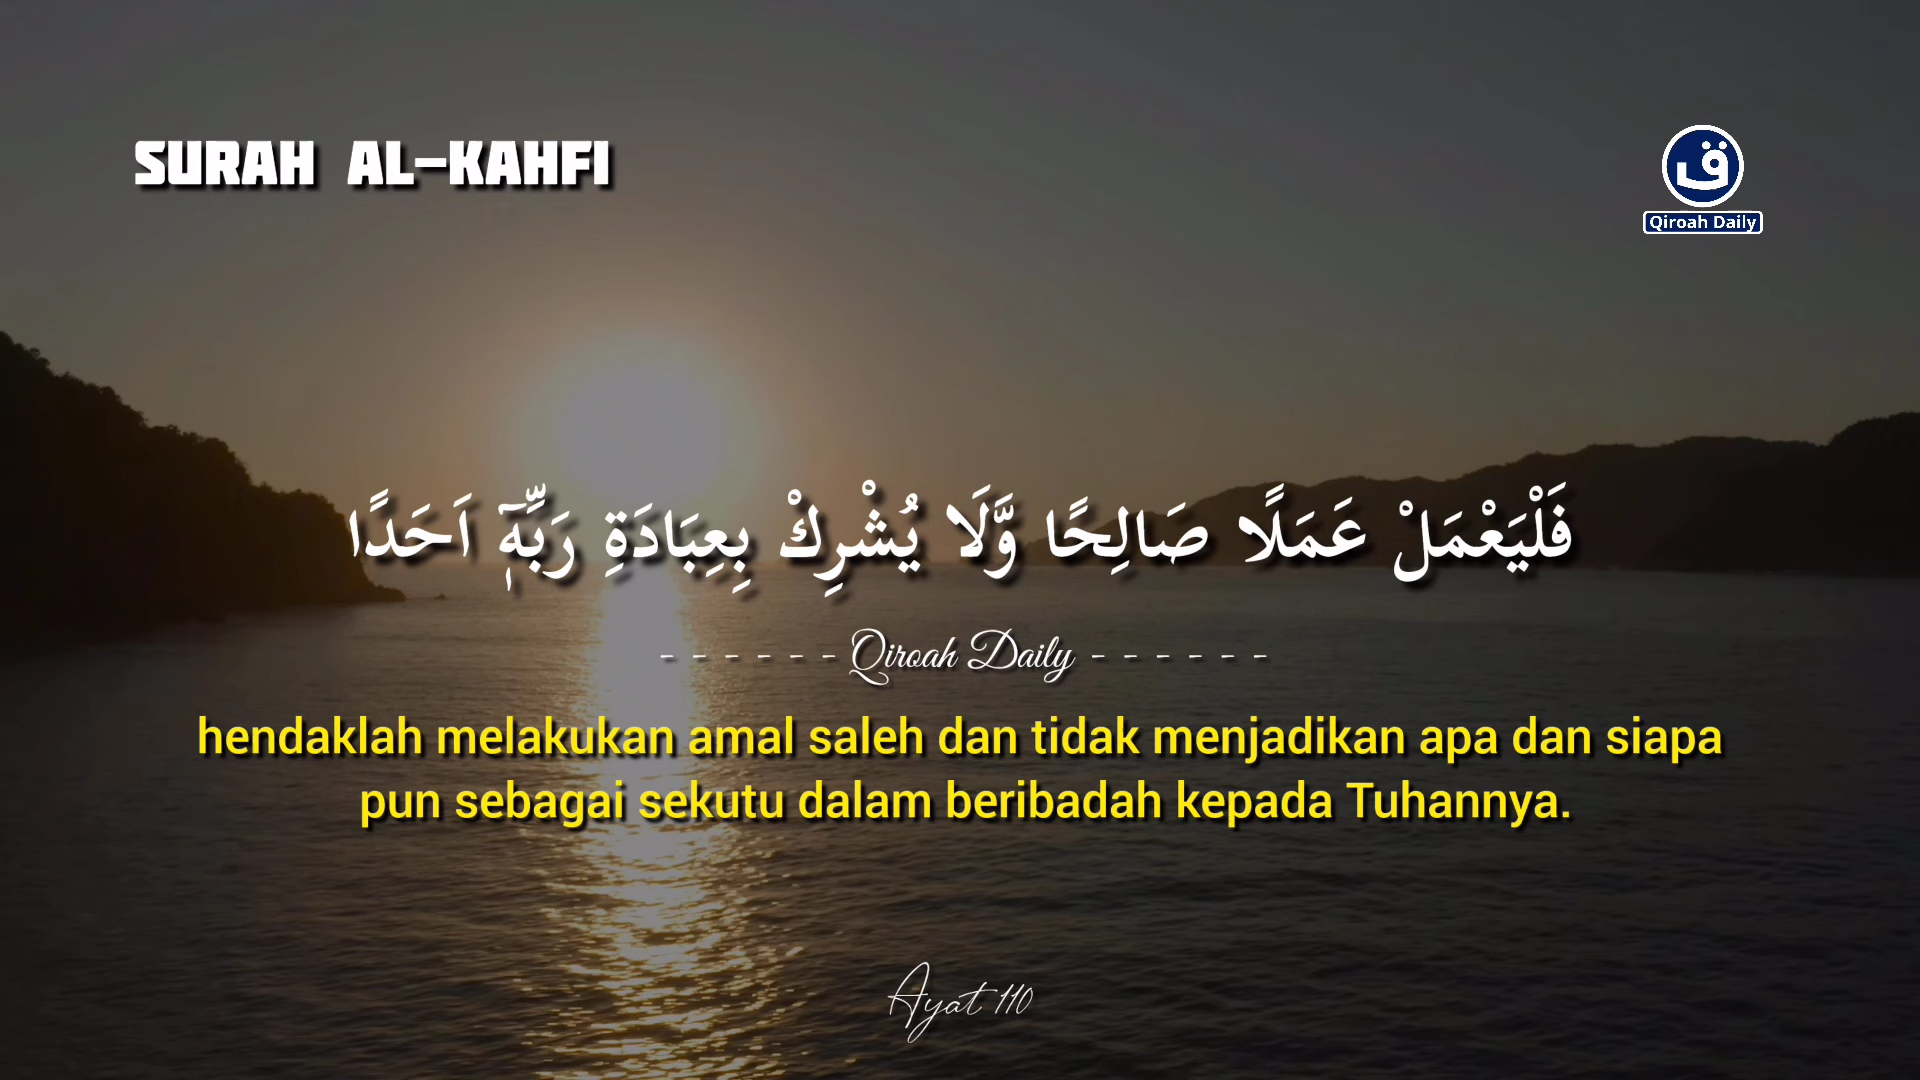 SURAH AL-KAHFI
ق
Qiroah Daily
فَلْيَعْمَلْ عَمَلًا صَالِحًا وَّلَا يُشْرِكْ بِعِبَادَةِ رَبِّهٖٓ اَحَدًا
- - - - - - Qiroah Daily - - - - - -
hendaklah melakukan amal saleh dan tidak menjadikan apa dan siapa
pun sebagai sekutu dalam beribadah kepada Tuhannya.
Ayat 110